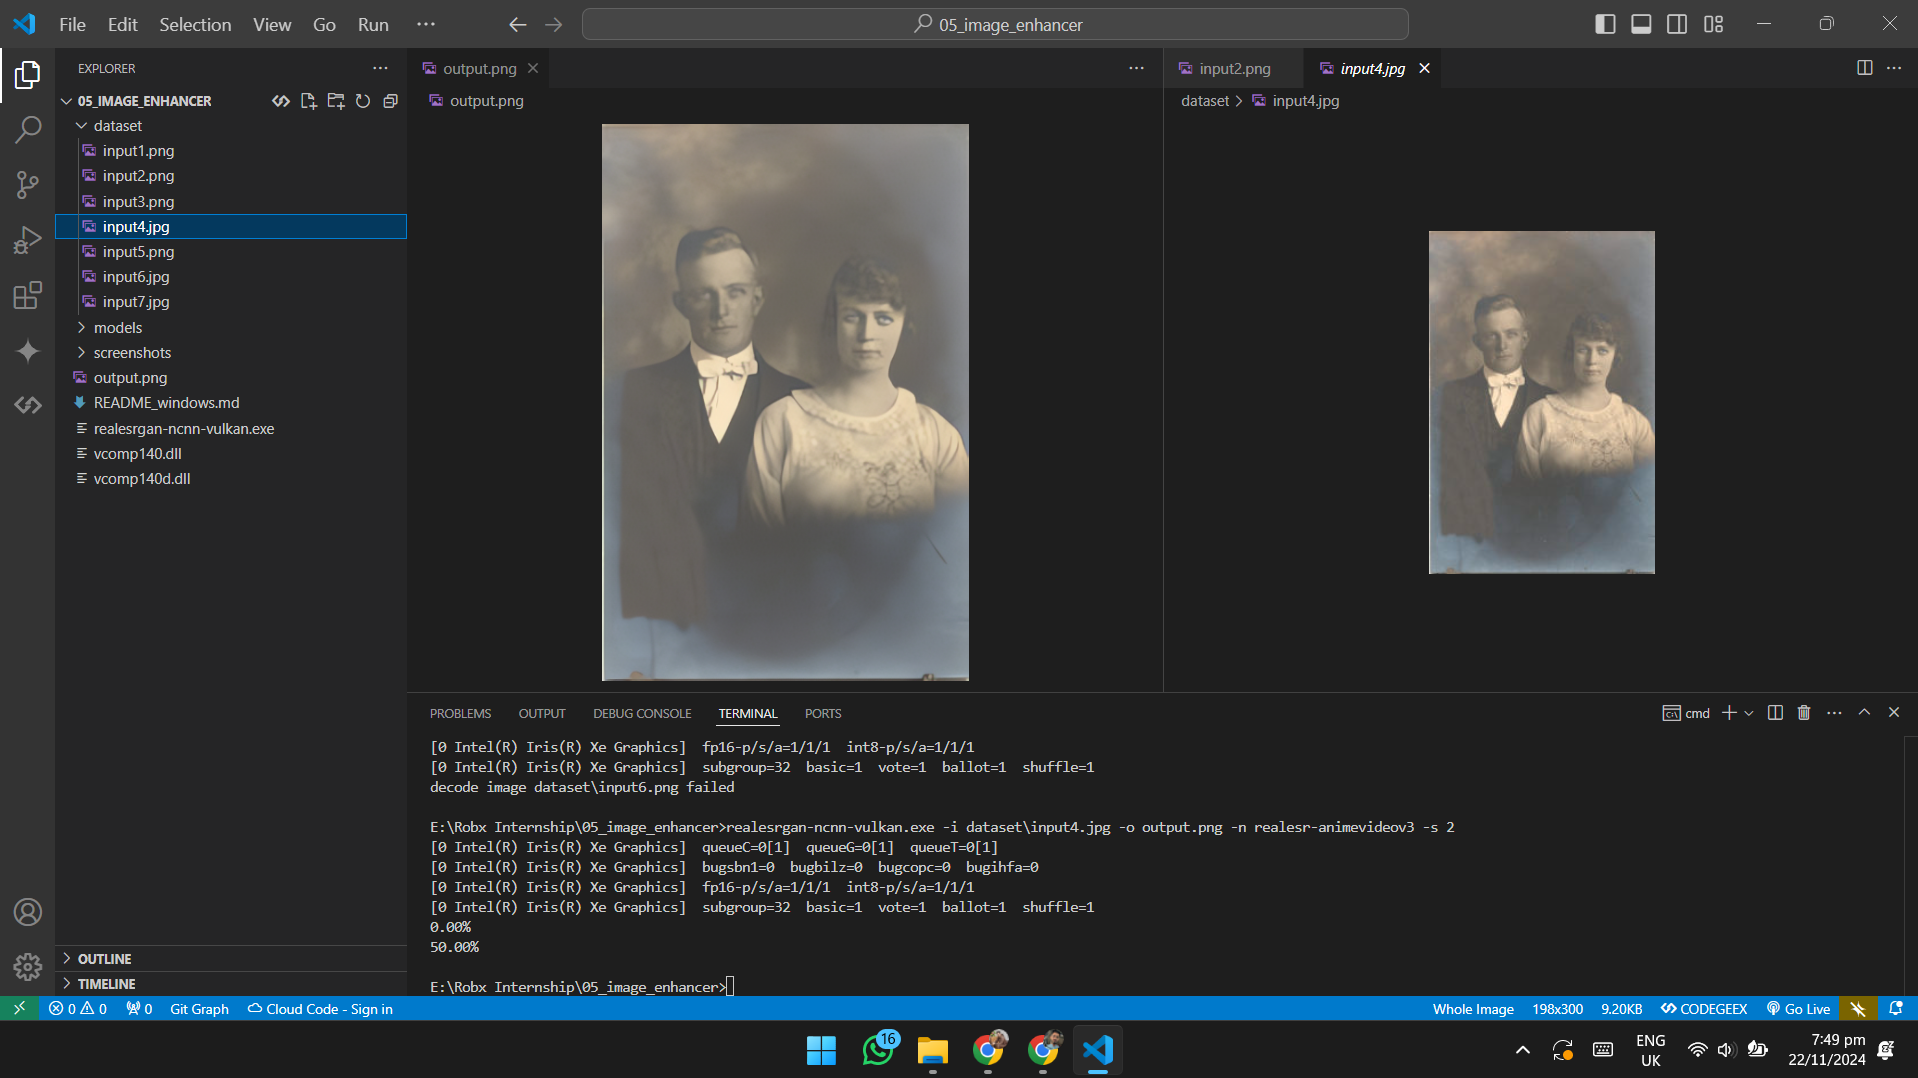 File Edit Selection View Go Run ···
05_image_enhancer
EXPLORER
05_IMAGE_ENHANCER
dataset
input1.png
input2.png
input3.png
input4.jpg
input5.png
input6.jpg
input7.jpg
models
screenshots
output.png
README_windows.md
realesrgan-ncnn-vulkan.exe
vcomp140.dll
vcomp140d.dll
OUTLINE
TIMELINE
output.png
output.png
input2.png input4.jpg
dataset > input4.jpg
PROBLEMS OUTPUT DEBUG CONSOLE TERMINAL PORTS
cmd
[0 Intel(R) Iris(R) Xe Graphics]  fp16-p/s/a=1/1/1  int8-p/s/a=1/1/1
[0 Intel(R) Iris(R) Xe Graphics]  subgroup=32  basic=1  vote=1  ballot=1  shuffle=1
decode image dataset\input6.png failed
E:\Robx Internship\05_image_enhancer>realesrgan-ncnn-vulkan.exe -i dataset\input4.jpg -o output.png -n realesr-animevideov3 -s 2
[0 Intel(R) Iris(R) Xe Graphics]  queueC=0[1]  queueG=0[1]  queueT=0[1]
[0 Intel(R) Iris(R) Xe Graphics]  bugsbn1=0  bugbilz=0  bugcopc=0  bugihfa=0
[0 Intel(R) Iris(R) Xe Graphics]  fp16-p/s/a=1/1/1  int8-p/s/a=1/1/1
[0 Intel(R) Iris(R) Xe Graphics]  subgroup=32  basic=1  vote=1  ballot=1  shuffle=1
0.00%
50.00%
E:\Robx Internship\05_image_enhancer>
0 0 0 Git Graph Cloud Code - Sign in Whole Image 198x300 9.20KB CODEGEEX Go Live
16
ENG
UK
7:49 pm
22/11/2024